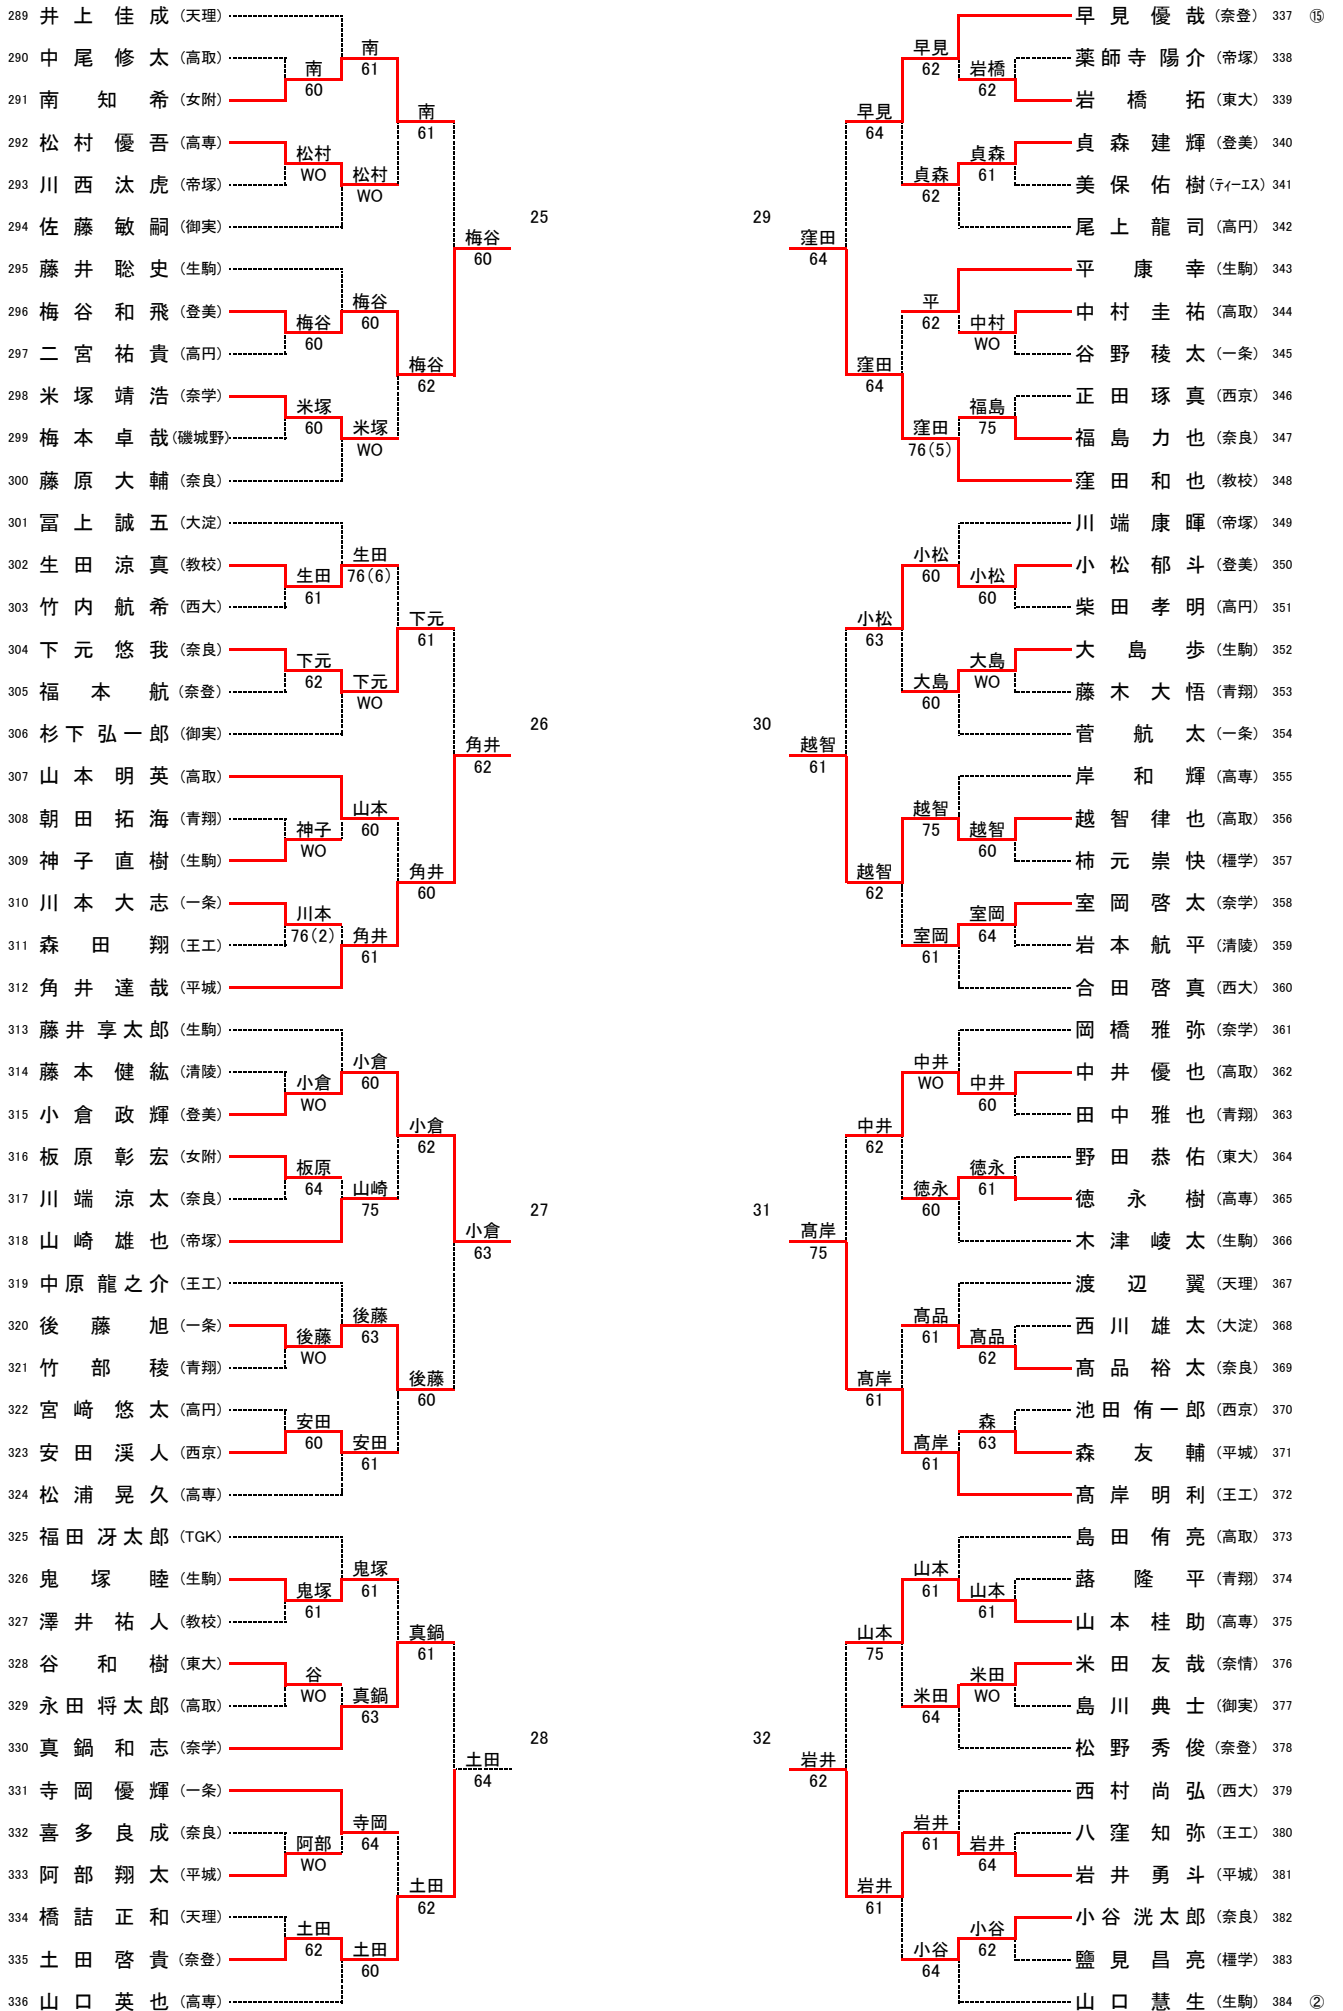 289 井上佳成 (天理)
290 中尾修太 (高取)
291 南知希 (女附)
292 松村優吾 (高専)
293 川西汰虎 (帝塚)
294 佐藤敏嗣 (御実)
295 藤井聡史 (生駒)
296 梅谷和飛 (登美)
297 二宮祐貴 (高円)
298 米塚靖浩 (奈学)
299 梅本卓哉 (磯城野)
300 藤原大輔 (奈良)
南 60
南 61
松村 WO
松村 WO
南 61
梅谷 60
梅谷 60
米塚 60
米塚 WO
梅谷 62
25
梅谷 60
301 冨上誠五 (大淀)
302 生田涼真 (教校)
303 竹内航希 (西大)
304 下元悠我 (奈良)
305 福本航 (奈登)
306 杉下弘一郎 (御実)
307 山本明英 (高取)
308 朝田拓海 (青翔)
309 神子直樹 (生駒)
310 川本大志 (一条)
311 森田翔 (王工)
312 角井達哉 (平城)
生田 61
生田 76(6)
下元 62
下元 WO
下元 61
神子 WO
山本 60
川本 76(2)
角井 61
角井 60
26
角井 62
313 藤井享太郎 (生駒)
314 藤本健紘 (清陵)
315 小倉政輝 (登美)
316 板原彰宏 (女附)
317 川端涼太 (奈良)
318 山崎雄也 (帝塚)
319 中原龍之介 (王工)
320 後藤旭 (一条)
321 竹部稜 (青翔)
322 宮﨑悠太 (高円)
323 安田渓人 (西京)
324 松浦晃久 (高専)
小倉 WO
小倉 60
板原 64
山崎 75
小倉 62
後藤 WO
後藤 63
安田 60
安田 61
後藤 60
27
小倉 63
325 福田冴太郎 (TGK)
326 鬼塚睦 (生駒)
327 澤井祐人 (教校)
328 谷和樹 (東大)
329 永田将太郎 (高取)
330 真鍋和志 (奈学)
331 寺岡優輝 (一条)
332 喜多良成 (奈良)
333 阿部翔太 (平城)
334 橋詰正和 (天理)
335 土田啓貴 (奈登)
336 山口英也 (高専)
鬼塚 61
鬼塚 61
谷 WO
真鍋 63
真鍋 61
阿部 WO
寺岡 64
土田 62
土田 60
土田 62
28
土田 64
早見優哉 (奈登) 337 ⑮
薬師寺陽介 (帝塚) 338
岩橋拓 (東大) 339
貞森建輝 (登美) 340
美保佑樹 (ティーエス) 341
尾上龍司 (高円) 342
平康幸 (生駒) 343
中村圭祐 (高取) 344
谷野稜太 (一条) 345
正田琢真 (西京) 346
福島力也 (奈良) 347
窪田和也 (教校) 348
岩橋 62
早見 62
貞森 61
貞森 62
早見 64
中村 WO
平 62
福島 75
窪田 76(5)
窪田 64
29
窪田 64
川端康暉 (帝塚) 349
小松郁斗 (登美) 350
柴田孝明 (高円) 351
大島歩 (生駒) 352
藤木大悟 (青翔) 353
菅航太 (一条) 354
岸和輝 (高専) 355
越智律也 (高取) 356
柿元崇快 (橿学) 357
室岡啓太 (奈学) 358
岩本航平 (清陵) 359
合田啓真 (西大) 360
小松 60
小松 60
大島 WO
大島 60
小松 63
越智 60
越智 75
室岡 64
室岡 61
越智 62
30
越智 61
岡橋雅弥 (奈学) 361
中井優也 (高取) 362
田中雅也 (青翔) 363
野田恭佑 (東大) 364
徳永樹 (高専) 365
木津崚太 (生駒) 366
渡辺翼 (天理) 367
西川雄太 (大淀) 368
髙品裕太 (奈良) 369
池田侑一郎 (西京) 370
森友輔 (平城) 371
髙岸明利 (王工) 372
中井 60
中井 WO
徳永 61
徳永 60
中井 62
髙品 62
髙品 61
森 63
髙岸 61
髙岸 61
31
髙岸 75
島田侑亮 (高取) 373
蕗隆平 (青翔) 374
山本桂助 (高専) 375
米田友哉 (奈情) 376
島川典士 (御実) 377
松野秀俊 (奈登) 378
西村尚弘 (西大) 379
八窪知弥 (王工) 380
岩井勇斗 (平城) 381
小谷洸太郎 (奈良) 382
鹽見昌亮 (橿学) 383
山口慧生 (生駒) 384 ②
山本 61
山本 61
米田 WO
米田 64
山本 75
岩井 64
岩井 61
小谷 62
小谷 64
岩井 61
32
岩井 62